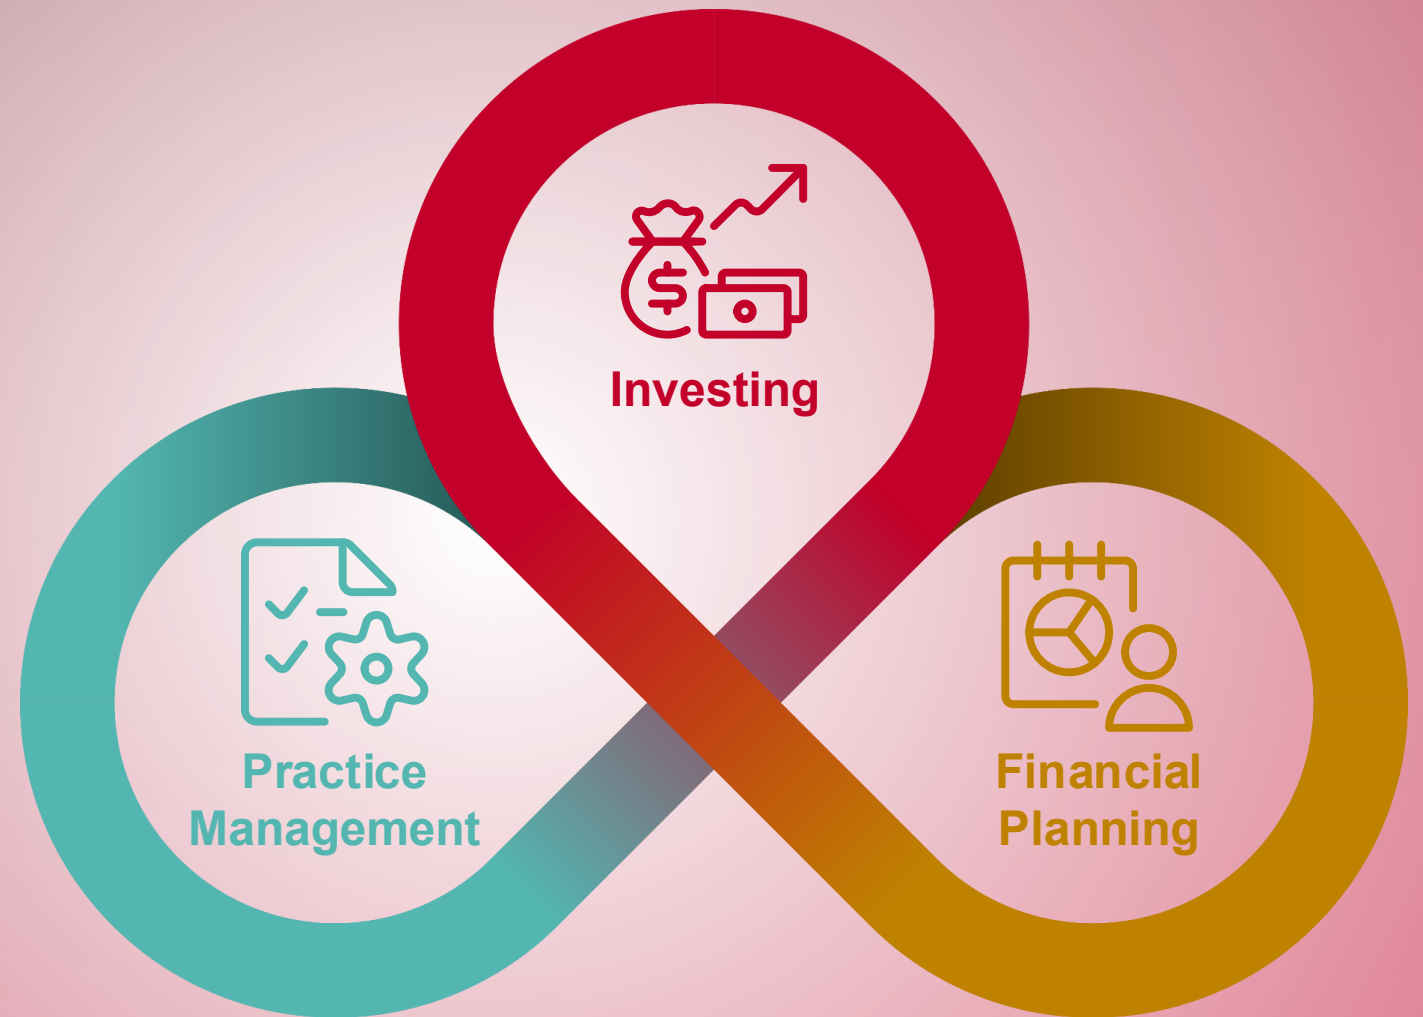 Investing
Practice
Management
Financial
Planning